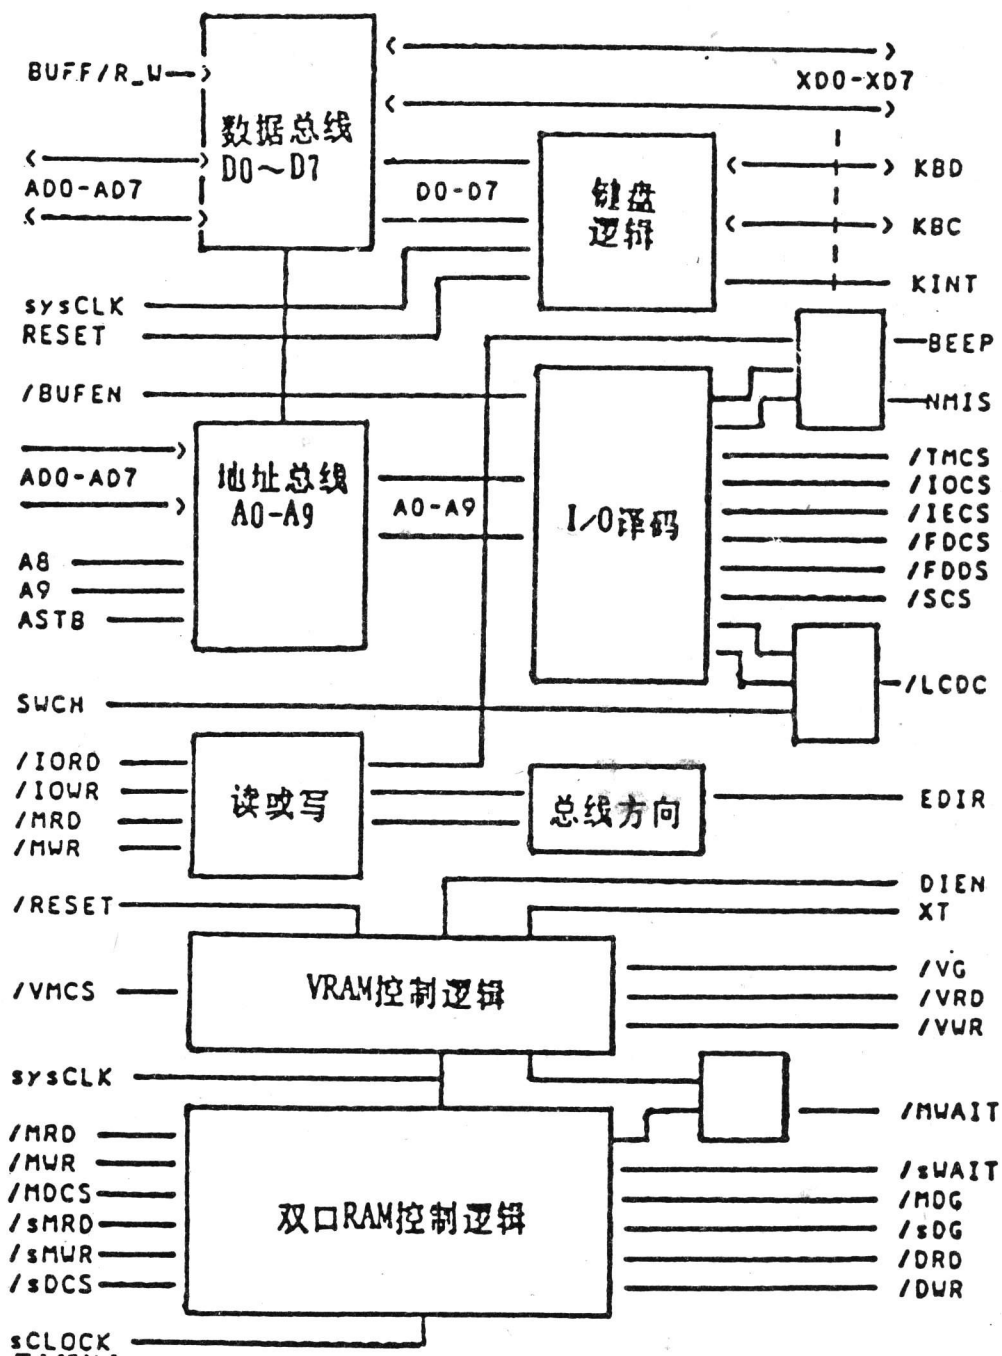 BUFF/R_W
XD0-XD7
数据总线
D0～D7
AD0-AD7
D0-D7
键盘
逻辑
KBD
KBC
KINT
sysCLK
RESET
BEEP
/BUFEN
NMIS
AD0-AD7
地址总线
A0-A9
A0-A9
I/O译码
/TMCS
/IOCS
/IECS
/FDCS
/FDDS
/SCS
A8
A9
ASTB
/LCDC
SWCH
/IORD
/IOWR
/MRD
/MWR
读或写
总线方向
EDIR
/RESET
DIEN
XT
/VMCS
VRAM控制逻辑
/VG
/VRD
/VWR
sysCLK
/MWAIT
/MRD
/MWR
/MDCS
/sMRD
/sMWR
/sDCS
双口RAM控制逻辑
/sWAIT
/MDG
/sDG
/DRD
/DWR
sCLOCK